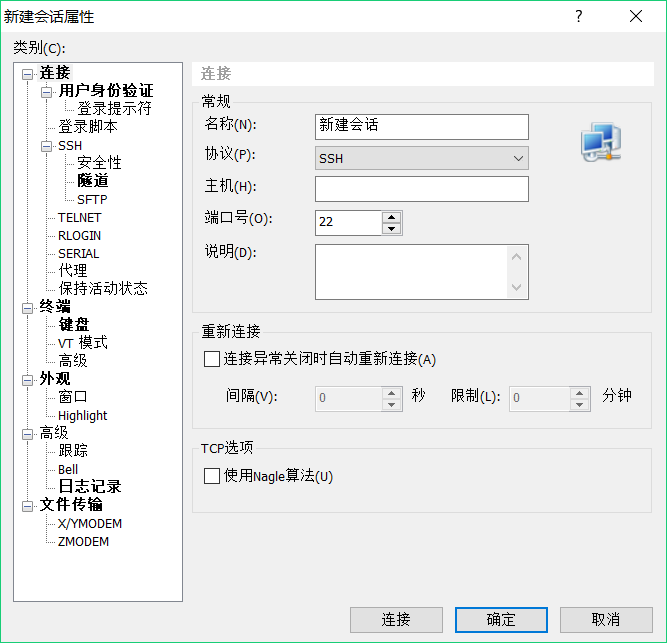 新建会话属性
?
类别(C):
连接
用户身份验证
登录提示符
登录脚本
SSH
安全性
隧道
SFTP
TELNET
RLOGIN
SERIAL
代理
保持活动状态
终端
键盘
VT 模式
高级
外观
窗口
Highlight
高级
跟踪
Bell
日志记录
文件传输
X/YMODEM
ZMODEM
连接
常规
名称(N): 新建会话
协议(P): SSH
主机(H):
端口号(O): 22
说明(D):
重新连接
连接异常关闭时自动重新连接(A)
间隔(V): 0 秒 限制(L): 0 分钟
TCP选项
使用Nagle算法(U)
连接 确定 取消